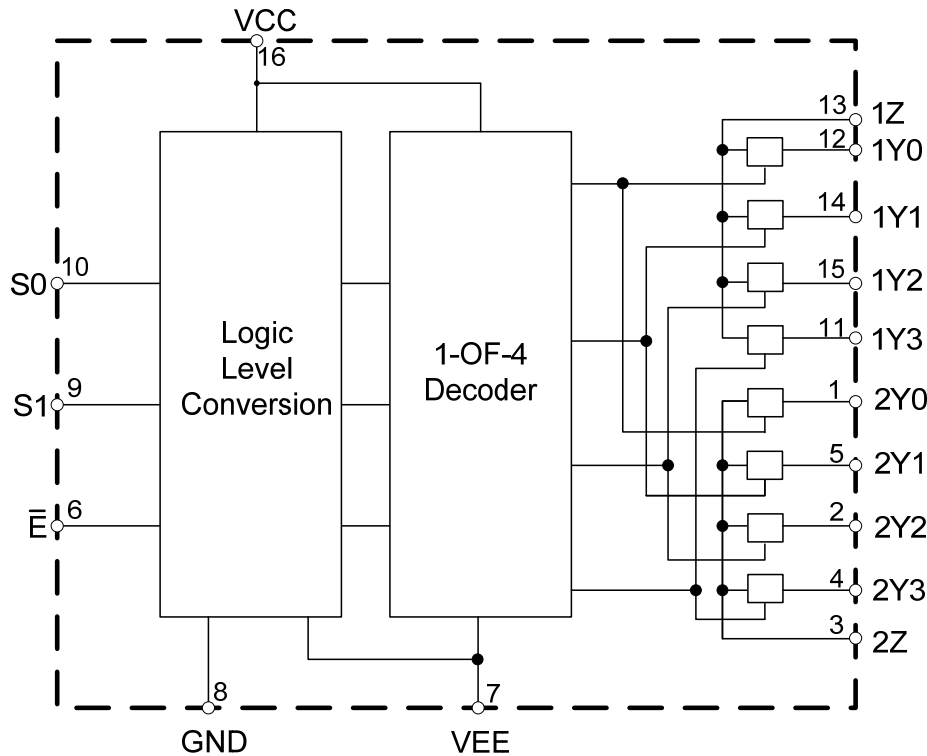 VCC
16
13 1Z
12 1Y0
14 1Y1
10
S0
15 1Y2
Logic
Level
Conversion
1-OF-4
Decoder
11 1Y3
9
S1
1 2Y0
5 2Y1
6
E̅
2 2Y2
4 2Y3
3 2Z
8
7
GND
VEE